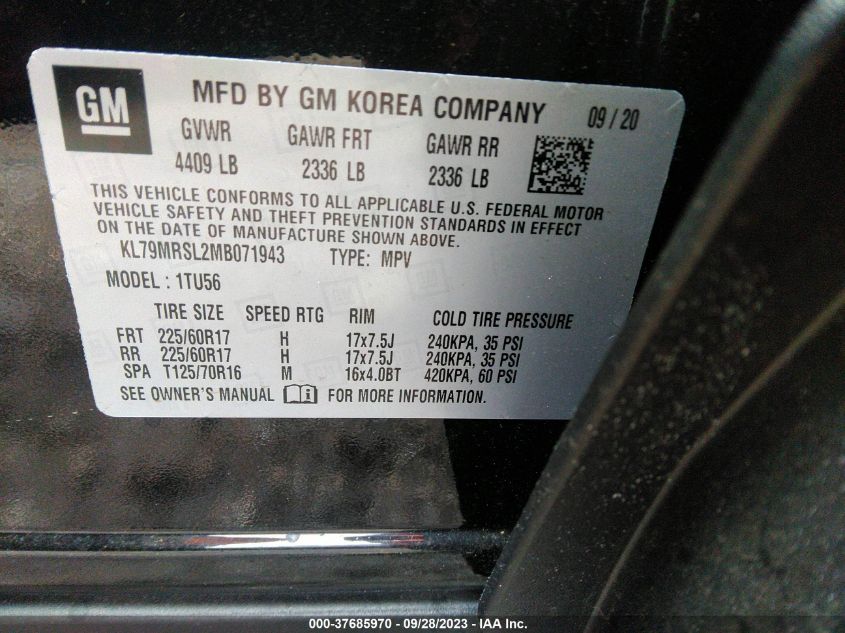 GM MFD BY GM KOREA COMPANY 09/20
GVWR GAWR FRT GAWR RR
4409 LB 2336 LB 2336 LB
THIS VEHICLE CONFORMS TO ALL APPLICABLE U.S. FEDERAL MOTOR
VEHICLE SAFETY AND THEFT PREVENTION STANDARDS IN EFFECT
ON THE DATE OF MANUFACTURE SHOWN ABOVE.
KL79MRSL2MB071943 TYPE: MPV
MODEL : 1TU56
TIRE SIZE SPEED RTG RIM COLD TIRE PRESSURE
FRT 225/60R17 H 17x7.5J 240KPA, 35 PSI
RR 225/60R17 H 17x7.5J 240KPA, 35 PSI
SPA T125/70R16 M 16x4.0BT 420KPA, 60 PSI
SEE OWNER'S MANUAL FOR MORE INFORMATION.
000-37685970 - 09/28/2023 - IAA Inc.